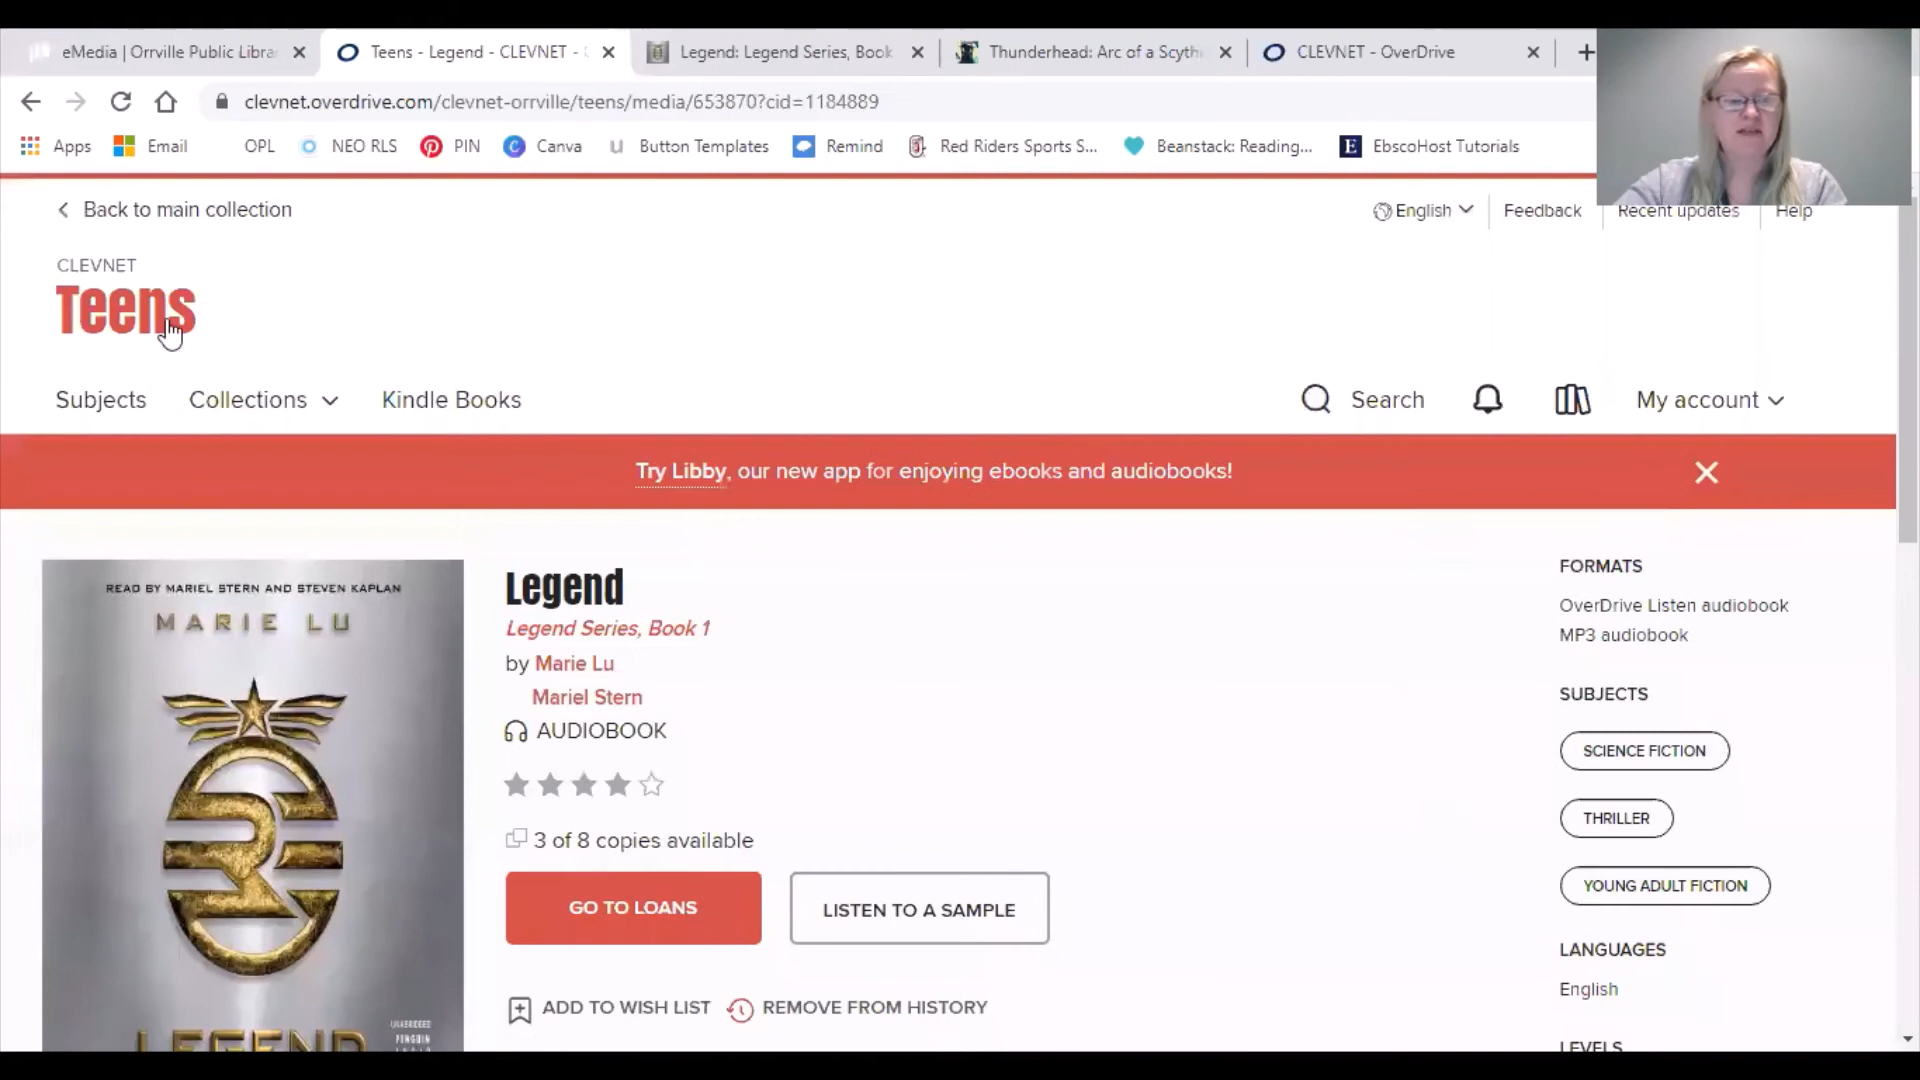 eMedia | Orrville Public Libra
Teens - Legend - CLEVNET -
Legend: Legend Series, Book
Thunderhead: Arc of a Scyth
CLEVNET - OverDrive
clevnet.overdrive.com/clevnet-orrville/teens/media/653870?cid=1184889
Apps
Email
OPL
NEO RLS
PIN
Canva
Button Templates
Remind
Red Riders Sports S...
Beanstack: Reading...
E EbscoHost Tutorials
Back to main collection
English
Feedback
Recent updates
Help
CLEVNET
Teens
Subjects
Collections
Kindle Books
Search
My account
Try Libby, our new app for enjoying ebooks and audiobooks!
READ BY MARIEL STERN AND STEVEN KAPLAN
MARIE LU
LEGEND
UNABRIDGED
PENGUIN
Legend
Legend Series, Book 1
by Marie Lu
Mariel Stern
AUDIOBOOK
3 of 8 copies available
GO TO LOANS
LISTEN TO A SAMPLE
ADD TO WISH LIST
REMOVE FROM HISTORY
FORMATS
OverDrive Listen audiobook
MP3 audiobook
SUBJECTS
SCIENCE FICTION
THRILLER
YOUNG ADULT FICTION
LANGUAGES
English
LEVELS